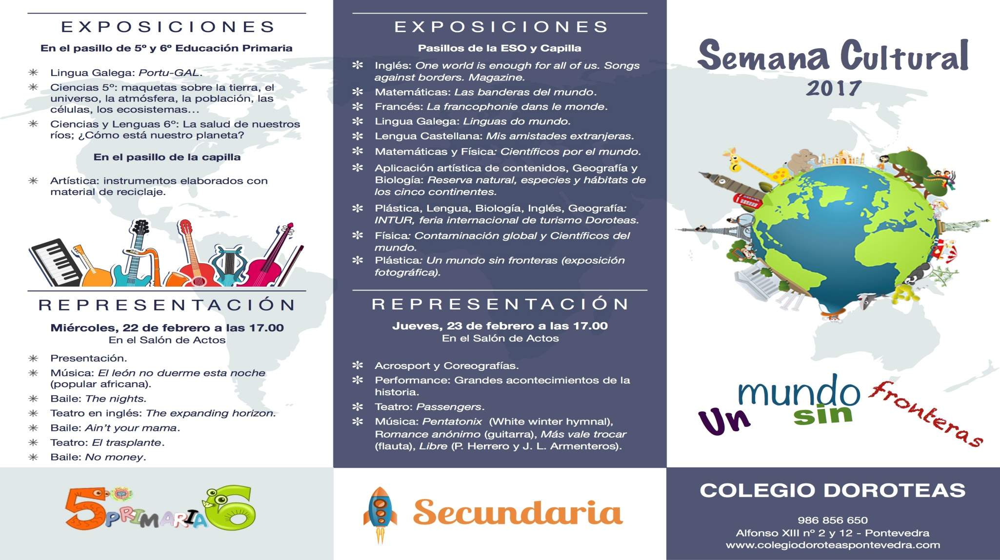 EXPOSICIONES
En el pasillo de 5º y 6º Educación Primaria
Lingua Galega: Portu-GAL.
Ciencias 5º: maquetas sobre la tierra, el
universo, la atmósfera, la población, las
células, los ecosistemas…
Ciencias y Lenguas 6º: La salud de nuestros
ríos; ¿Cómo está nuestro planeta?
En el pasillo de la capilla
Artística: instrumentos elaborados con
material de reciclaje.
REPRESENTACIÓN
Miércoles, 22 de febrero a las 17.00
En el Salón de Actos
Presentación.
Música: El león no duerme esta noche
(popular africana).
Baile: The nights.
Teatro en inglés: The expanding horizon.
Baile: Ain't your mama.
Teatro: El trasplante.
Baile: No money.
5 PRIMARIA 6
EXPOSICIONES
Pasillos de la ESO y Capilla
Inglés: One world is enough for all of us. Songs
against borders. Magazine.
Matemáticas: Las banderas del mundo.
Francés: La francophonie dans le monde.
Lingua Galega: Linguas do mundo.
Lengua Castellana: Mis amistades extranjeras.
Matemáticas y Física: Científicos por el mundo.
Aplicación artística de contenidos, Geografía y
Biología: Reserva natural, especies y hábitats de
los cinco continentes.
Plástica, Lengua, Biología, Inglés, Geografía:
INTUR, feria internacional de turismo Doroteas.
Física: Contaminación global y Científicos del
mundo.
Plástica: Un mundo sin fronteras (exposición
fotográfica).
REPRESENTACIÓN
Jueves, 23 de febrero a las 17.00
En el Salón de Actos
Acrosport y Coreografías.
Performance: Grandes acontecimientos de la
historia.
Teatro: Passengers.
Música: Pentatonix (White winter hymnal),
Romance anónimo (guitarra), Más vale trocar
(flauta), Libre (P. Herrero y J. L. Armenteros).
Secundaria
Semana Cultural
2017
Un mundo sin fronteras
COLEGIO DOROTEAS
986 856 650
Alfonso XIII nº 2 y 12 - Pontevedra
www.colegiodoroteaspontevedra.com